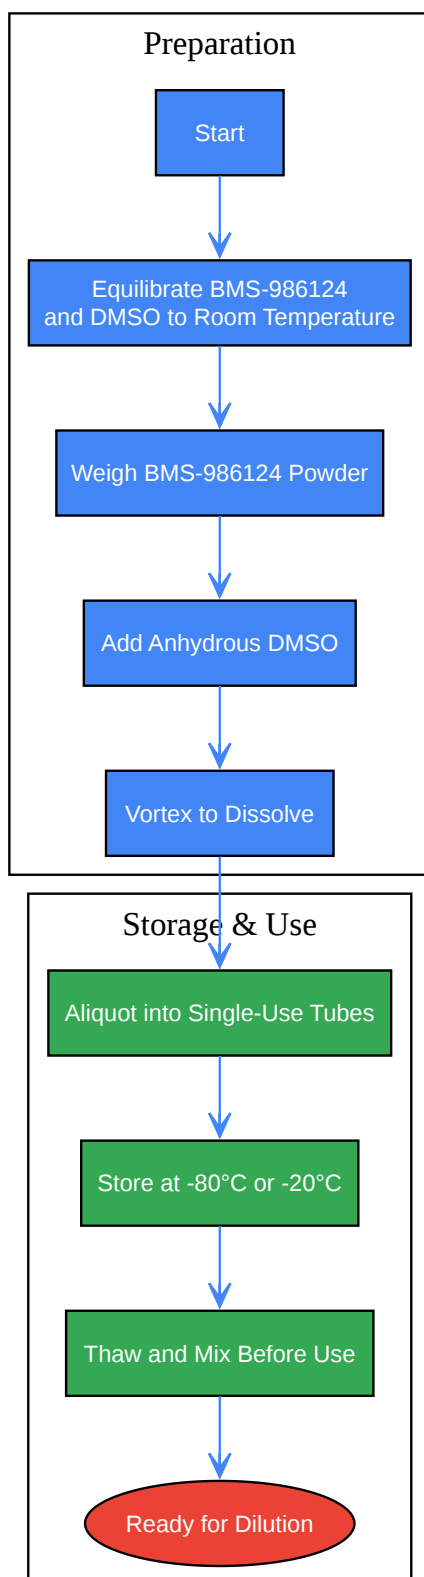 Preparation
Start
Equilibrate BMS-986124
and DMSO to Room Temperature
Weigh BMS-986124 Powder
Add Anhydrous DMSO
Vortex to Dissolve
Storage & Use
Aliquot into Single-Use Tubes
Store at -80°C or -20°C
Thaw and Mix Before Use
Ready for Dilution